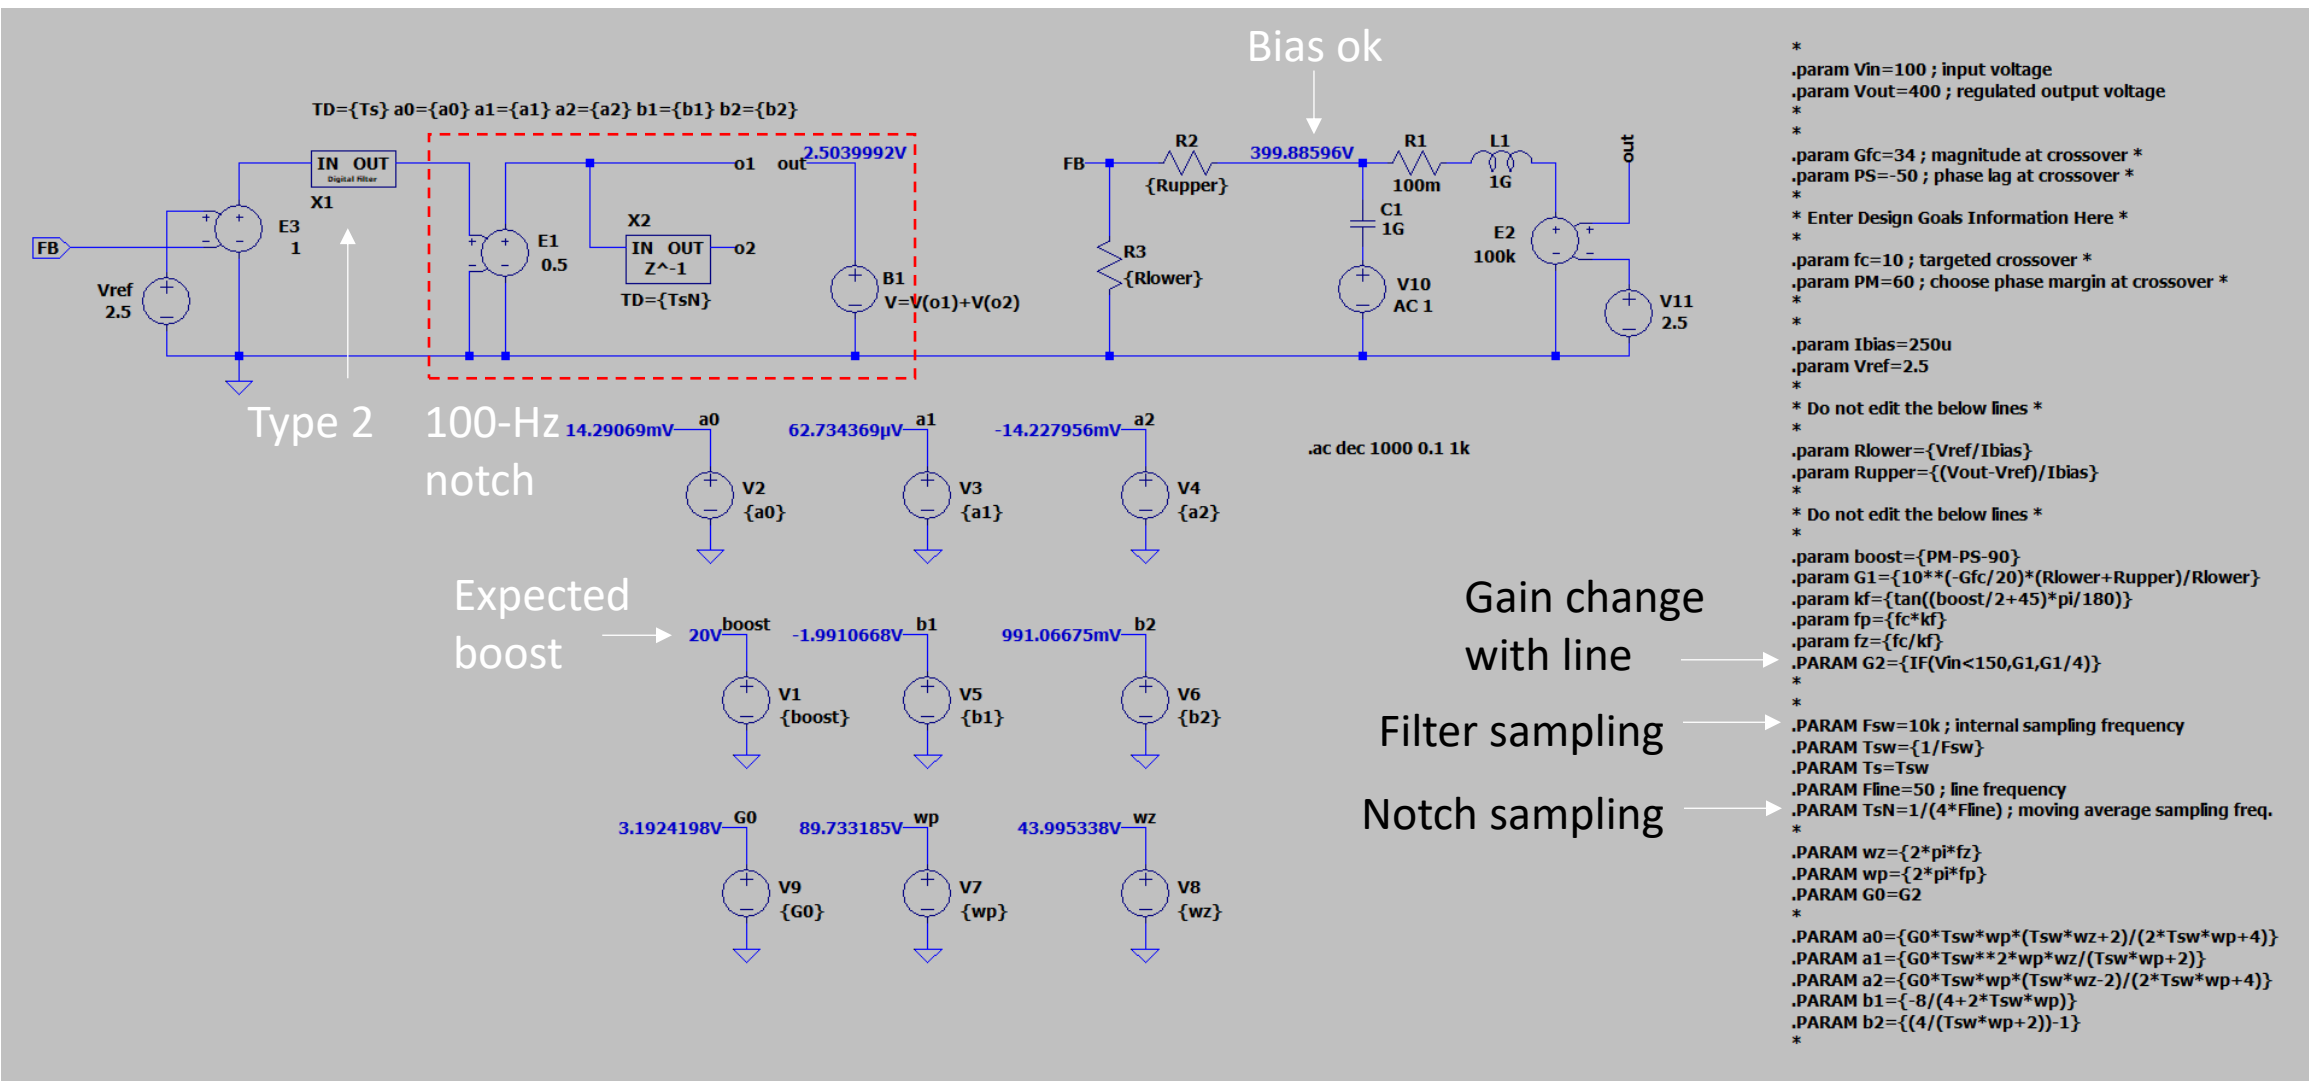 Bias ok
TD={Ts} a0={a0} a1={a1} a2={a2} b1={b1} b2={b2}
IN OUT
Digital Filter
X1
E3
1
FB
Vref
2.5
+
-
o1
out
2.5039992V
X2
IN OUT
Z^-1
TD={TsN}
o2
E1
0.5
B1
V=V(o1)+V(o2)
FB
R2
{Rupper}
399.88596V
R1
100m
L1
1G
out
C1
1G
R3
{Rlower}
E2
100k
V10
AC 1
V11
2.5
Type 2
100-Hz
notch
a0
14.29069mV
V2
{a0}
a1
62.734369µV
V3
{a1}
a2
-14.227956mV
V4
{a2}
.ac dec 1000 0.1 1k
Expected
boost
boost
20V
V1
{boost}
b1
-1.9910668V
V5
{b1}
b2
991.06675mV
V6
{b2}
G0
3.1924198V
V9
{G0}
wp
89.733185V
V7
{wp}
wz
43.995338V
V8
{wz}
Gain change
with line
Filter sampling
Notch sampling
*
.param Vin=100 ; input voltage
.param Vout=400 ; regulated output voltage
*
*
.param Gfc=34 ; magnitude at crossover *
.param PS=-50 ; phase lag at crossover *
*
* Enter Design Goals Information Here *
*
.param fc=10 ; targeted crossover *
.param PM=60 ; choose phase margin at crossover *
*
*
.param Ibias=250u
.param Vref=2.5
*
* Do not edit the below lines *
*
.param Rlower={Vref/Ibias}
.param Rupper={(Vout-Vref)/Ibias}
*
* Do not edit the below lines *
*
.param boost={PM-PS-90}
.param G1={10**(-Gfc/20)*(Rlower+Rupper)/Rlower}
.param kf={tan((boost/2+45)*pi/180)}
.param fp={fc*kf}
.param fz={fc/kf}
.PARAM G2={IF(Vin<150,G1,G1/4)}
*
*
.PARAM Fsw=10k ; internal sampling frequency
.PARAM Tsw={1/Fsw}
.PARAM Ts=Tsw
.PARAM Fline=50 ; line frequency
.PARAM TsN=1/(4*Fline) ; moving average sampling freq.
*
.PARAM wz={2*pi*fz}
.PARAM wp={2*pi*fp}
.PARAM G0=G2
*
.PARAM a0={G0*Tsw*wp*(Tsw*wz+2)/(2*Tsw*wp+4)}
.PARAM a1={G0*Tsw**2*wp*wz/(Tsw*wp+2)}
.PARAM a2={G0*Tsw*wp*(Tsw*wz-2)/(2*Tsw*wp+4)}
.PARAM b1={-8/(4+2*Tsw*wp)}
.PARAM b2={(4/(Tsw*wp+2))-1}
*